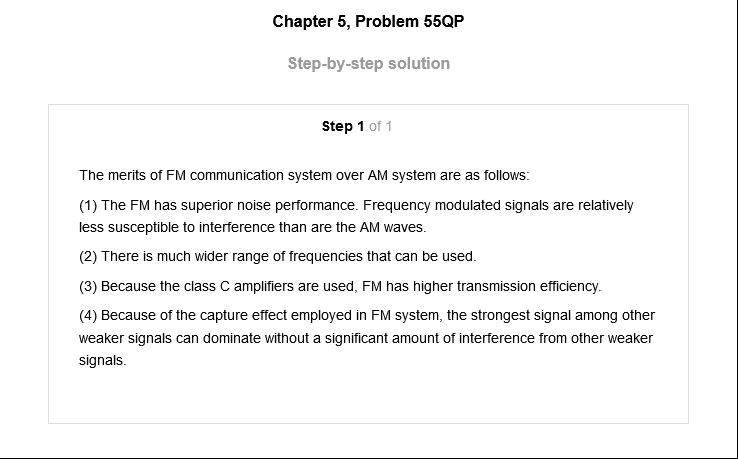 Chapter 5, Problem 55QP
Step-by-step solution
Step 1 of 1
The merits of FM communication system over AM system are as follows:
(1) The FM has superior noise performance. Frequency modulated signals are relatively
less susceptible to interference than are the AM waves.
(2) There is much wider range of frequencies that can be used.
(3) Because the class C amplifiers are used, FM has higher transmission efficiency.
(4) Because of the capture effect employed in FM system, the strongest signal among other
weaker signals can dominate without a significant amount of interference from other weaker
signals.